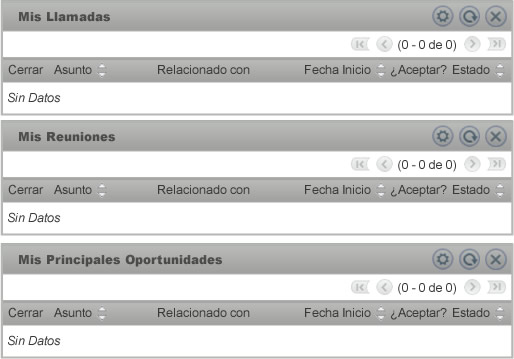 Mis Llamadas
(0 - 0 de 0)
Cerrar Asunto Relacionado con Fecha Inicio ¿Aceptar? Estado
Sin Datos
Mis Reuniones
(0 - 0 de 0)
Cerrar Asunto Relacionado con Fecha Inicio ¿Aceptar? Estado
Sin Datos
Mis Principales Oportunidades
(0 - 0 de 0)
Cerrar Asunto Relacionado con Fecha Inicio ¿Aceptar? Estado
Sin Datos